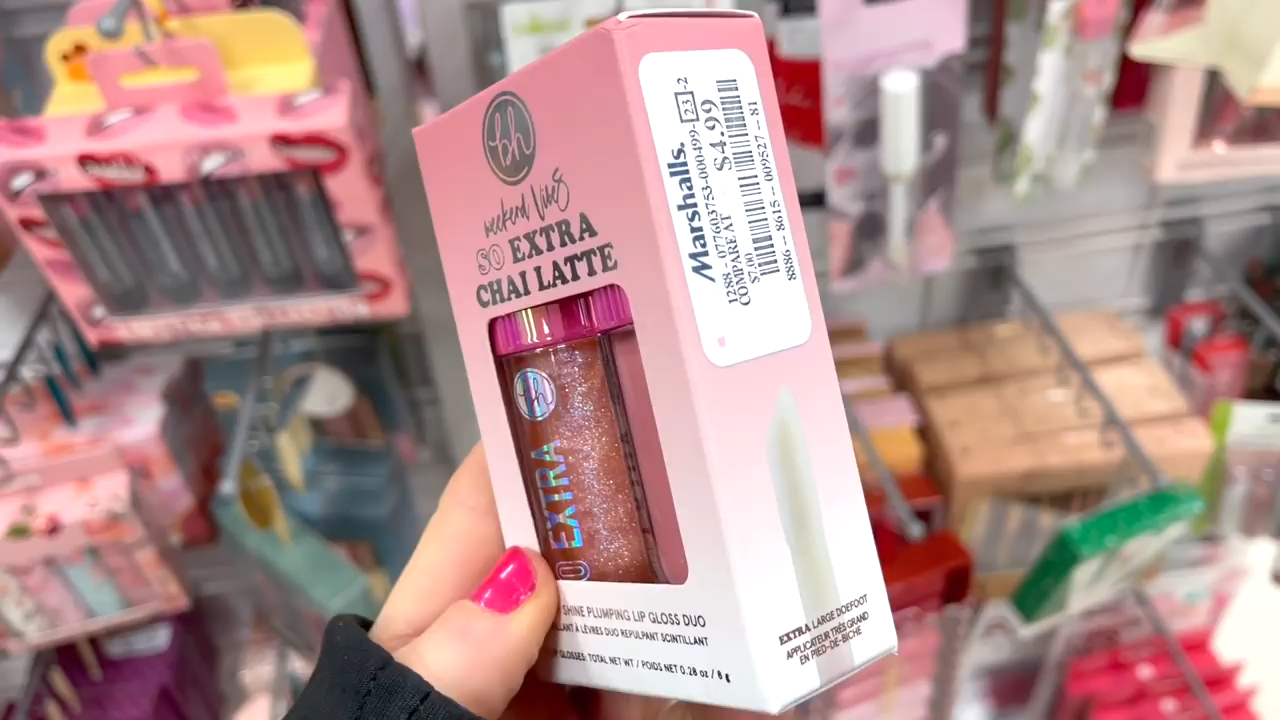 bh
weekend Vibes
SO EXTRA
CHAI LATTE
bh
SO EXTRA
SHINE PLUMPING LIP GLOSS DUO
LLANT À LÈVRES DUO REPULPANT SCINTILLANT
P GLOSSES: TOTAL NET WT / POIDS NET 0.28 oz / 8 g
Marshalls.
1288-077603753-000499-23-2
COMPARE AT $4.99
$7.00
8886-8615-009527-81
EXTRA LARGE DOEFOOT
APPLICATEUR TRÈS GRAND
EN PIED-DE-BICHE